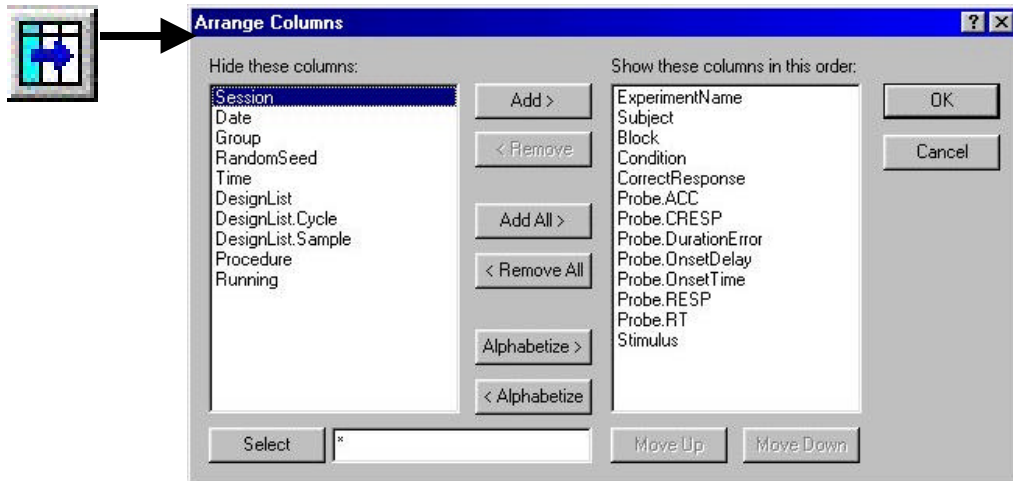 Arrange Columns
Hide these columns:
Session
Date
Group
RandomSeed
Time
DesignList
DesignList.Cycle
DesignList.Sample
Procedure
Running
Add >
< Remove
Add All >
< Remove All
Alphabetize >
< Alphabetize
Show these columns in this order:
ExperimentName
Subject
Block
Condition
CorrectResponse
Probe.ACC
Probe.CRESP
Probe.DurationError
Probe.OnsetDelay
Probe.OnsetTime
Probe.RESP
Probe.RT
Stimulus
OK
Cancel
Select
*
Move Up
Move Down